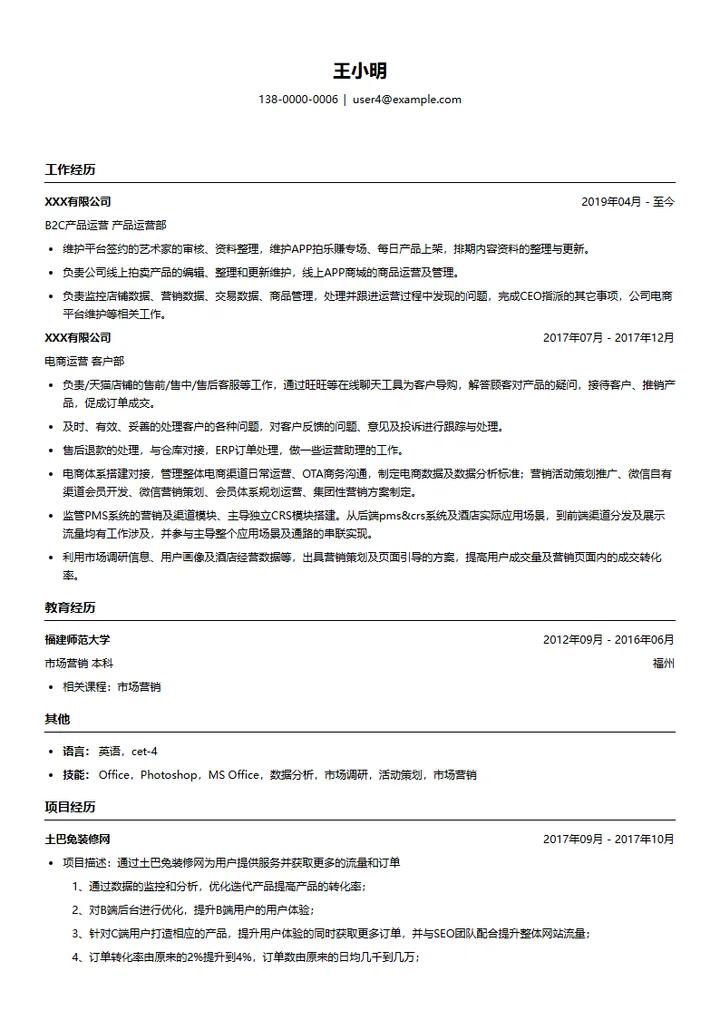 王小明
138-0000-0006 | user4@example.com
工作经历
XXX有限公司 2019年04月 - 至今
B2C产品运营 产品运营部
• 维护平台签约的艺术家的审核、资料整理，维护APP拍乐赚专场、每日产品上架，排期内容资料的整理与更新。
• 负责公司线上拍卖产品的编辑、整理和更新维护，线上APP商城的商品运营及管理。
• 负责监控店铺数据、营销数据、交易数据、商品管理，处理并跟进运营过程中发现的问题，完成CEO指派的其它事项，公司电商
平台维护等相关工作。
XXX有限公司 2017年07月 - 2017年12月
电商运营 客户部
• 负责/天猫店铺的售前/售中/售后客服等工作，通过旺旺等在线聊天工具为客户导购，解答顾客对产品的疑问，接待客户、推销产
品，促成订单成交。
• 及时、有效、妥善的处理客户的各种问题，对客户反馈的问题、意见及投诉进行跟踪与处理。
• 售后退款的处理，与仓库对接，ERP订单处理，做一些运营助理的工作。
• 电商体系搭建对接，管理整体电商渠道日常运营、OTA商务沟通，制定电商数据及数据分析标准；营销活动策划推广、微信自有
渠道会员开发、微信营销策划、会员体系规划运营、集团性营销方案制定。
• 监管PMS系统的营销及渠道模块、主导独立CRS模块搭建。从后端pms&crs系统及酒店实际应用场景，到前端渠道分发及展示
流量均有工作涉及，并参与主导整个应用场景及通路的串联实现。
• 利用市场调研信息、用户画像及酒店经营数据等，出具营销策划及页面引导的方案，提高用户成交量及营销页面内的成交转化
率。
教育经历
福建师范大学 2012年09月 - 2016年06月
市场营销 本科 福州
• 相关课程：市场营销
其他
• 语言： 英语，cet-4
• 技能： Office，Photoshop，MS Office，数据分析，市场调研，活动策划，市场营销
项目经历
土巴兔装修网 2017年09月 - 2017年10月
• 项目描述：通过土巴兔装修网为用户提供服务并获取更多的流量和订单
1、通过数据的监控和分析，优化迭代产品提高产品的转化率；
2、对B端后台进行优化，提升B端用户的用户体验；
3、针对C端用户打造相应的产品，提升用户体验的同时获取更多订单，并与SEO团队配合提升整体网站流量；
4、订单转化率由原来的2%提升到4%，订单数由原来的日均几千到几万；